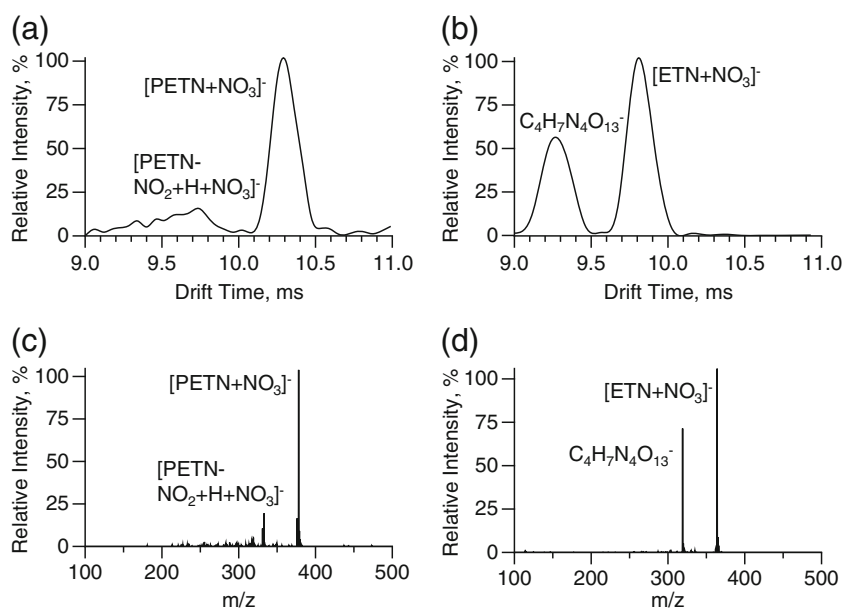 (a)
100
75
50
25
0
Relative Intensity, %
[PETN+NO₃]⁻
[PETN-
NO₂+H+NO₃]⁻
9.0 9.5 10.0 10.5 11.0
Drift Time, ms
(b)
100
75
50
25
0
Relative Intensity, %
[ETN+NO₃]⁻
C₄H₇N₄O₁₃⁻
9.0 9.5 10.0 10.5 11.0
Drift Time, ms
(c)
100
75
50
25
0
Relative Intensity, %
[PETN+NO₃]⁻
[PETN-
NO₂+H+NO₃]⁻
100 200 300 400 500
m/z
(d)
100
75
50
25
0
Relative Intensity, %
[ETN+NO₃]⁻
C₄H₇N₄O₁₃⁻
100 200 300 400 500
m/z